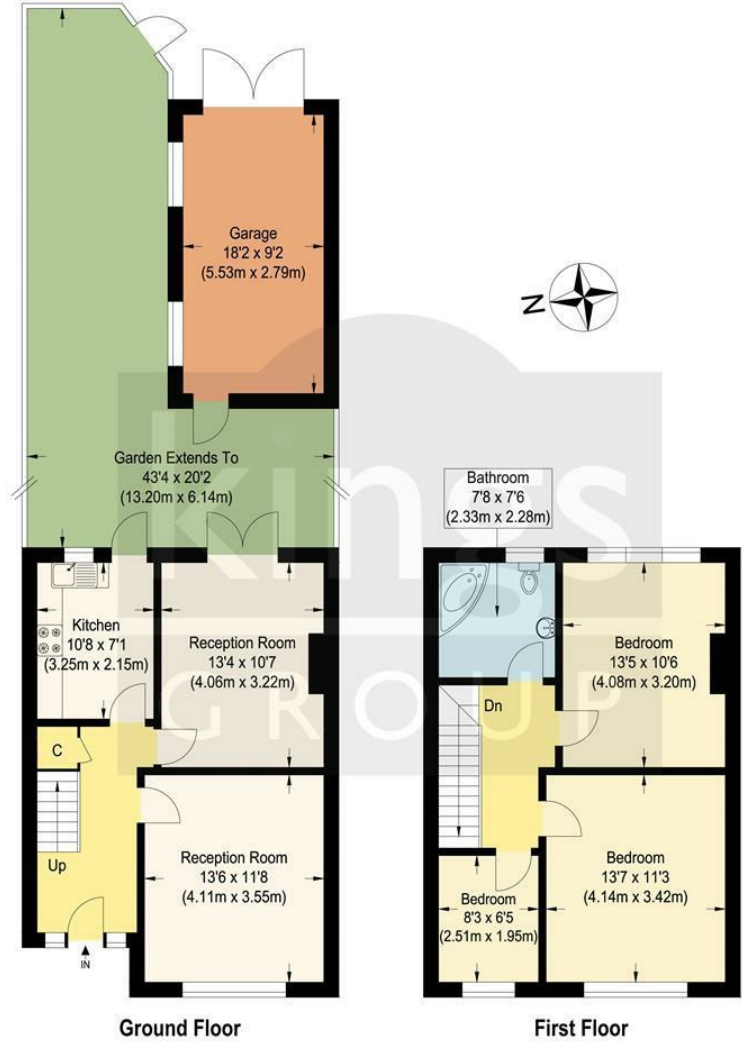 Garage
18'2 x 9'2
(5.53m x 2.79m)
N
Garden Extends To
43'4 x 20'2
(13.20m x 6.14m)
Bathroom
7'8 x 7'6
(2.33m x 2.28m)
kings
GROUP
Kitchen
10'8 x 7'1
(3.25m x 2.15m)
Reception Room
13'4 x 10'7
(4.06m x 3.22m)
Bedroom
13'5 x 10'6
(4.08m x 3.20m)
C
Dn
Up
Reception Room
13'6 x 11'8
(4.11m x 3.55m)
Bedroom
8'3 x 6'5
(2.51m x 1.95m)
Bedroom
13'7 x 11'3
(4.14m x 3.42m)
IN
Ground Floor
First Floor